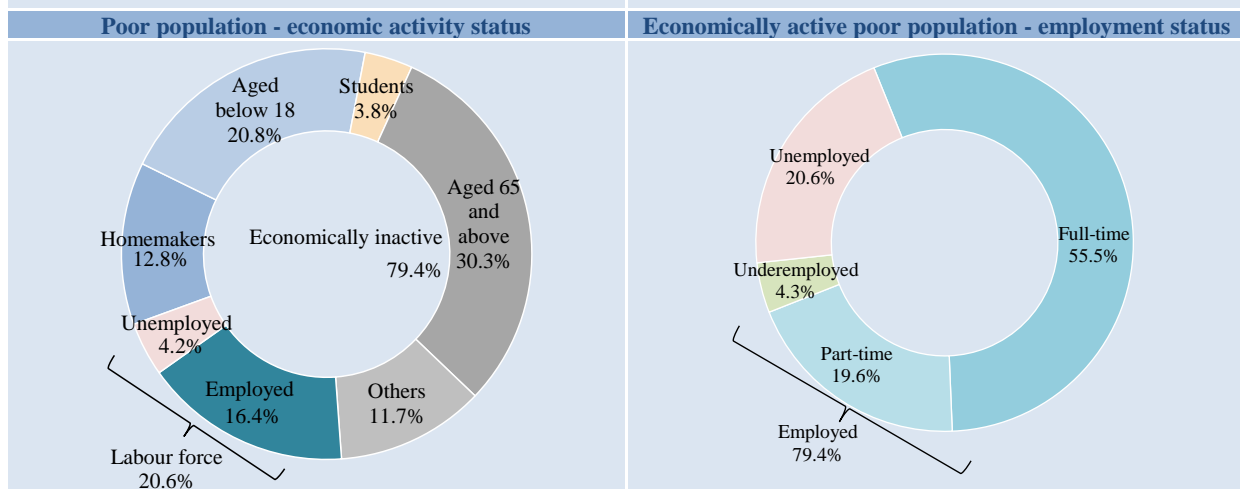 Poor population - economic activity status
Aged
below 18
20.8%
Students
3.8%
Aged 65
and
above
30.3%
Homemakers
12.8%
Economically inactive
79.4%
Unemployed
4.2%
Employed
16.4%
Others
11.7%
Labour force
20.6%
Economically active poor population - employment status
Unemployed
20.6%
Full-time
55.5%
Underemployed
4.3%
Part-time
19.6%
Employed
79.4%